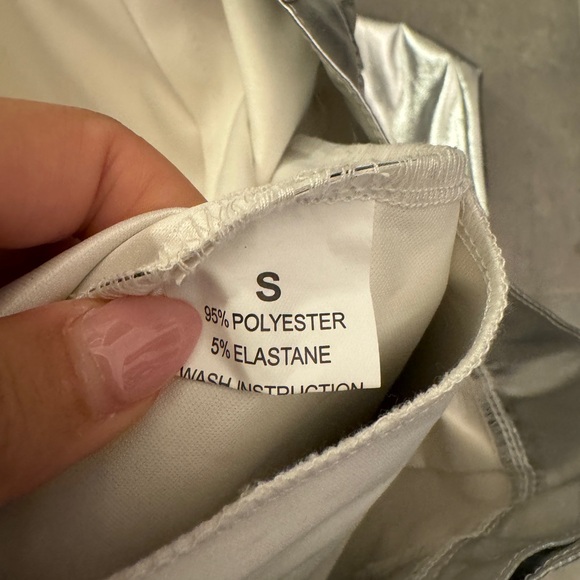 S
95% POLYESTER
5% ELASTANE
WASH INSTRUCTION